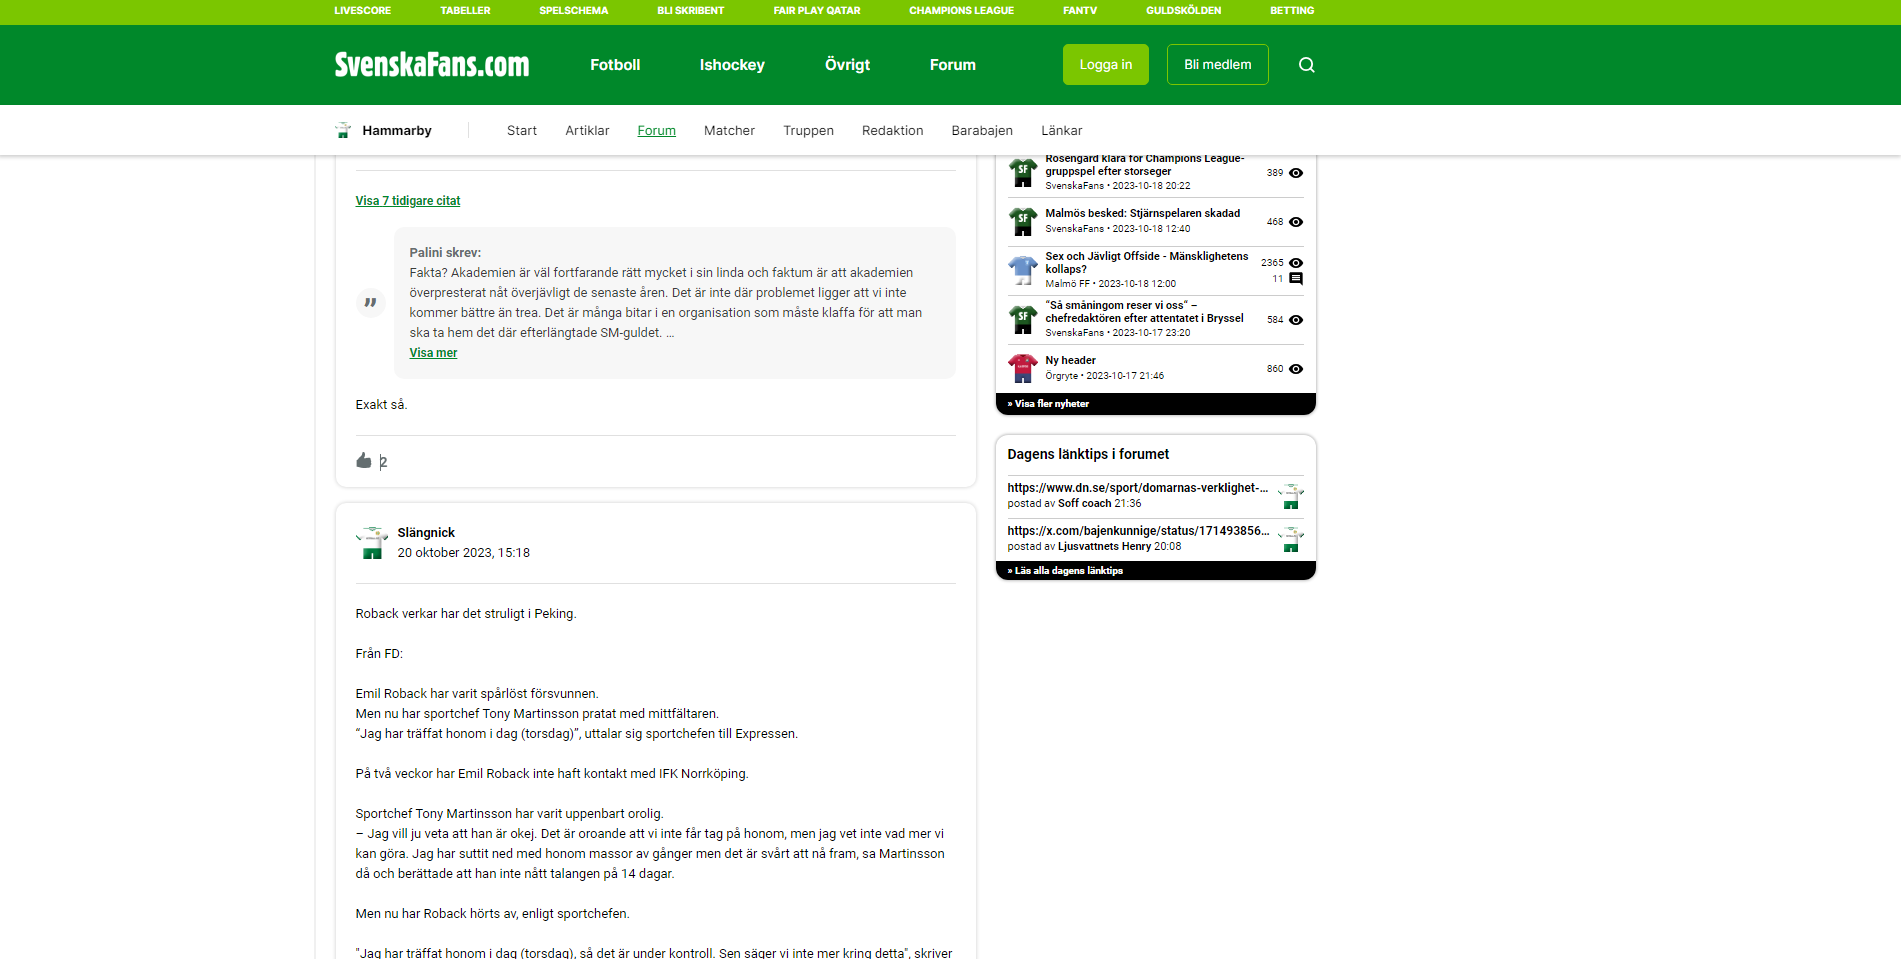 LIVESCORE
TABELLER
SPELSCHEMA
BLI SKRIBENT
FAIR PLAY QATAR
CHAMPIONS LEAGUE
FANTV
GULDSKÖLDEN
BETTING
SvenskaFans.com
Fotboll
Ishockey
Övrigt
Forum
Logga in
Bli medlem
Hammarby
Start
Artiklar
Forum
Matcher
Truppen
Redaktion
Barabajen
Länkar
Visa 7 tidigare citat
Palini skrev:
Fakta? Akademien är väl fortfarande rätt mycket i sin linda och faktum är att akademien
överpresterat nåt överjävligt de senaste åren. Det är inte där problemet ligger att vi inte
kommer bättre än trea. Det är många bitar i en organisation som måste klaffa för att man
ska ta hem det där efterlängtade SM-guldet. ...
Visa mer
Exakt så.
2
Slängnick
20 oktober 2023, 15:18
Roback verkar har det struligt i Peking.
Från FD:
Emil Roback har varit spårlöst försvunnen.
Men nu har sportchef Tony Martinsson pratat med mittfältaren.
“Jag har träffat honom i dag (torsdag)”, uttalar sig sportchefen till Expressen.
På två veckor har Emil Roback inte haft kontakt med IFK Norrköping.
Sportchef Tony Martinsson har varit uppenbart orolig.
– Jag vill ju veta att han är okej. Det är oroande att vi inte får tag på honom, men jag vet inte vad mer vi
kan göra. Jag har suttit ned med honom massor av gånger men det är svårt att nå fram, sa Martinsson
då och berättade att han inte nått talangen på 14 dagar.
Men nu har Roback hörts av, enligt sportchefen.
"Jag har träffat honom i dag (torsdag), så det är under kontroll. Sen säger vi inte mer kring detta", skriver
Rosengård klara för Champions League-
gruppspel efter storseger
SvenskaFans • 2023-10-18 20:22
389
SF
Malmös besked: Stjärnspelaren skadad
SvenskaFans • 2023-10-18 12:40
468
SF
Sex och Jävligt Offside - Mänsklighetens
kollaps?
Malmö FF • 2023-10-18 12:00
2365
11
”Så småningom reser vi oss” –
chefredaktören efter attentatet i Bryssel
SvenskaFans • 2023-10-17 23:20
584
SF
Ny header
Örgryte • 2023-10-17 21:46
860
» Visa fler nyheter
Dagens länktips i forumet
https://www.dn.se/sport/domarnas-verklighet-...
postad av Soff coach 21:36
https://x.com/bajenkunnige/status/171493856...
postad av Ljusvattnets Henry 20:08
» Läs alla dagens länktips